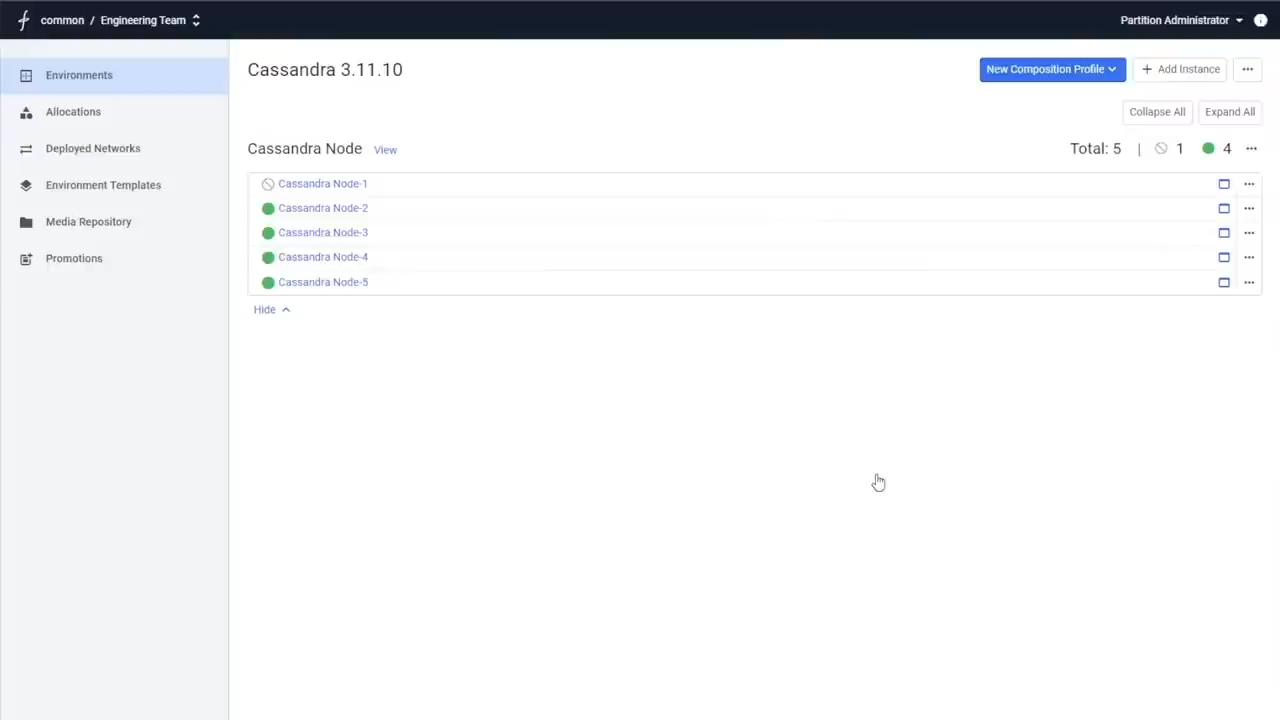 common / Engineering Team
Partition Administrator
Environments
Allocations
Deployed Networks
Environment Templates
Media Repository
Promotions
Cassandra 3.11.10
New Composition Profile
+ Add Instance
Collapse All
Expand All
Cassandra Node View
Total: 5 | 1 4
Cassandra Node-1
Cassandra Node-2
Cassandra Node-3
Cassandra Node-4
Cassandra Node-5
Hide